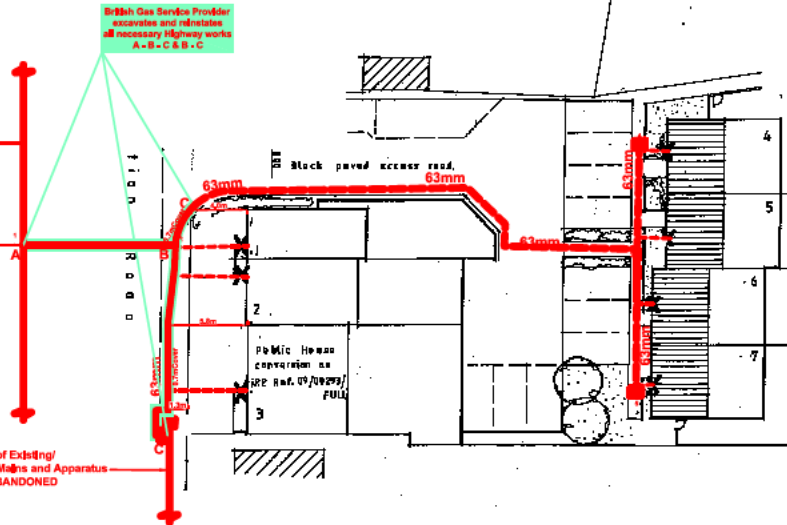 British Gas Service Provider
excavates and reinstates
all necessary Highway works
A - B - C & B - C
Block paved access road,
63mm
63mm
63mm
63mm
63mm
63mm
A
B
C
C
1
2
3
4
5
6
7
Public House
conversion as
FULL
of Existing/
Mains and Apparatus
BANDONED